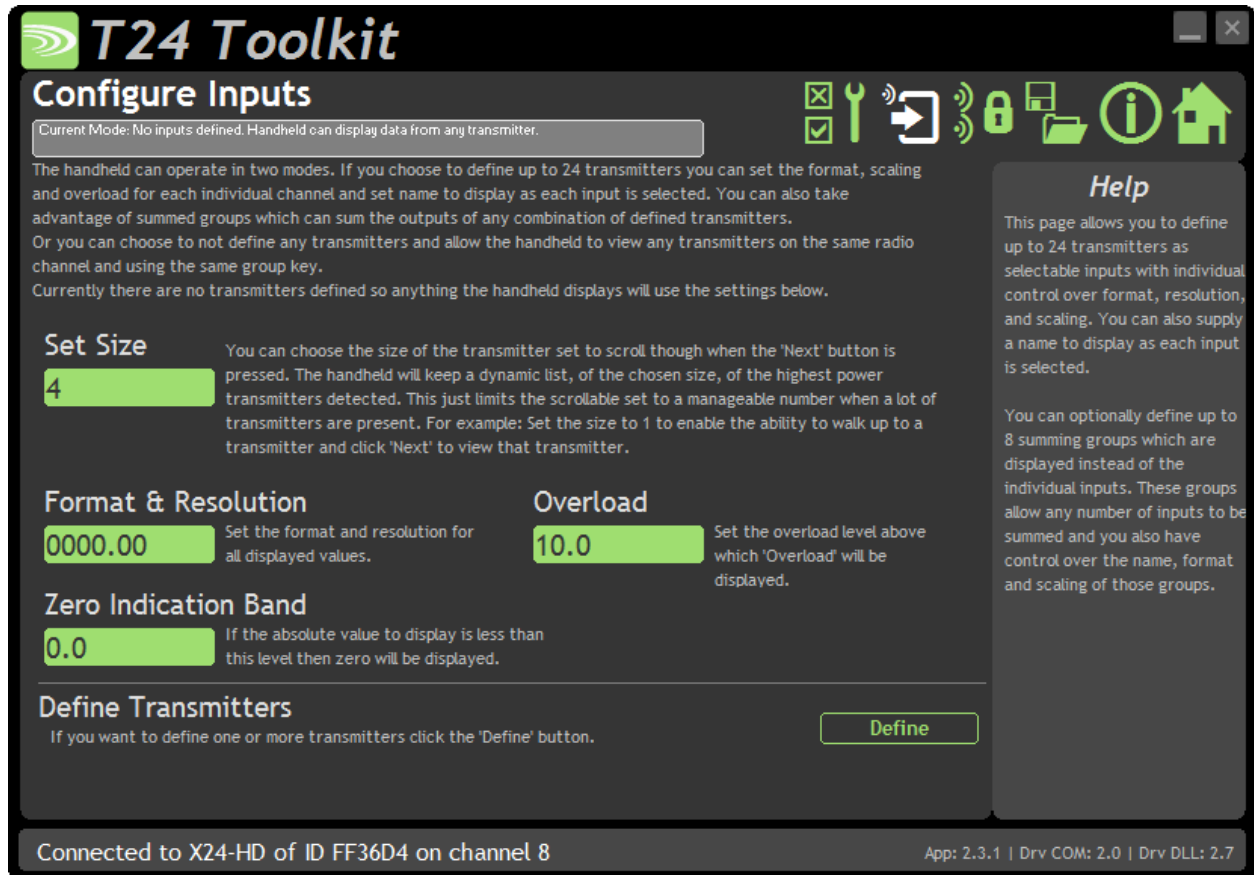 T24 Toolkit
Configure Inputs
Current Mode: No inputs defined. Handheld can display data from any transmitter.
The handheld can operate in two modes. If you choose to define up to 24 transmitters you can set the format, scaling
and overload for each individual channel and set name to display as each input is selected. You can also take
advantage of summed groups which can sum the outputs of any combination of defined transmitters.
Or you can choose to not define any transmitters and allow the handheld to view any transmitters on the same radio
channel and using the same group key.
Currently there are no transmitters defined so anything the handheld displays will use the settings below.
Set Size
4
You can choose the size of the transmitter set to scroll though when the 'Next' button is
pressed. The handheld will keep a dynamic list, of the chosen size, of the highest power
transmitters detected. This just limits the scrollable set to a manageable number when a lot of
transmitters are present. For example: Set the size to 1 to enable the ability to walk up to a
transmitter and click 'Next' to view that transmitter.
Format & Resolution
0000.00
Set the format and resolution for
all displayed values.
Overload
10.0
Set the overload level above
which 'Overload' will be
displayed.
Zero Indication Band
0.0
If the absolute value to display is less than
this level then zero will be displayed.
Define Transmitters
If you want to define one or more transmitters click the 'Define' button.
Define
Help
This page allows you to define
up to 24 transmitters as
selectable inputs with individual
control over format, resolution,
and scaling. You can also supply
a name to display as each input
is selected.
You can optionally define up to
8 summing groups which are
displayed instead of the
individual inputs. These groups
allow any number of inputs to be
summed and you also have
control over the name, format
and scaling of those groups.
Connected to X24-HD of ID FF36D4 on channel 8
App: 2.3.1 | Drv COM: 2.0 | Drv DLL: 2.7